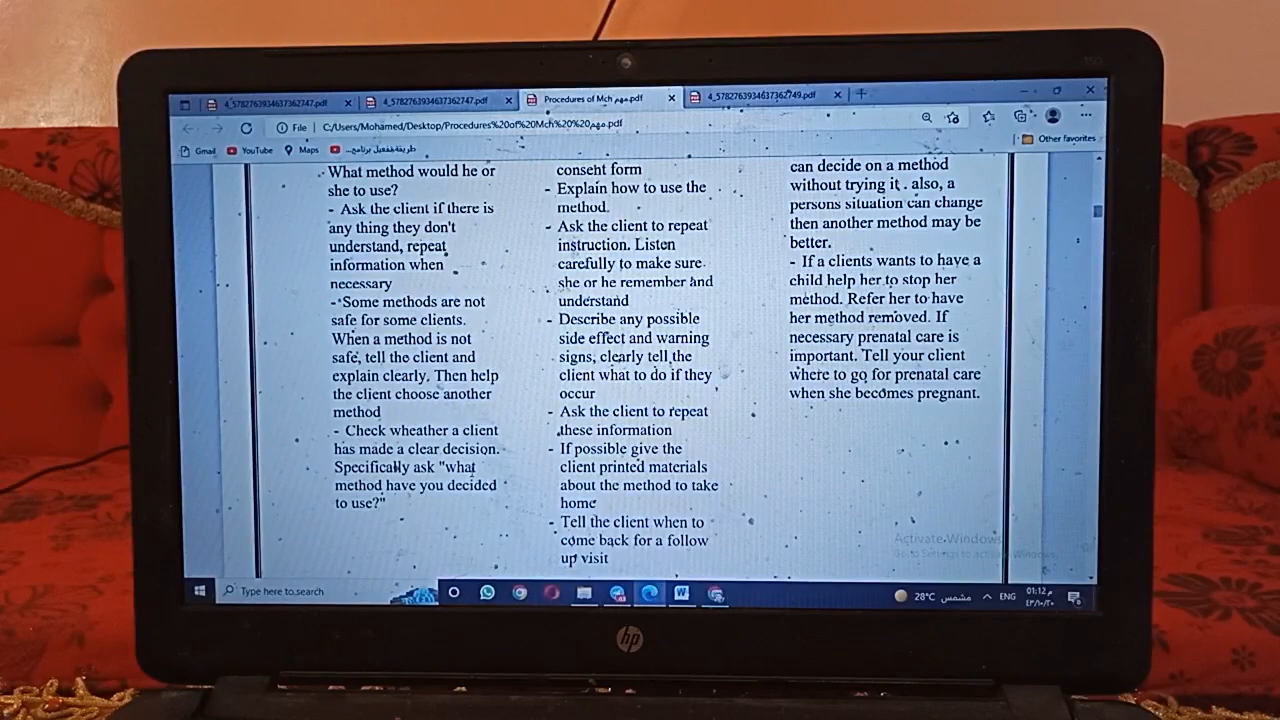 150
4_5782763934637362747.pdf
4_5782763934637362747.pdf
Procedures of Mch مهم.pdf
4_5782763934637362749.pdf
File
C:/Users/Mohamed/Desktop/Procedures%20of%20Mch%20%20مهم.pdf
Gmail
YouTube
Maps
Other favorites
What method would he or
she to use?
- Ask the client if there is
any thing they don't
understand, repeat
information when
necessary
- Some methods are not
safe for some clients.
When a method is not
safe, tell the client and
explain clearly. Then help
the client choose another
method
- Check wheather a client
has made a clear decision.
Specifically ask "what
method have you decided
to use?"
consent form
- Explain how to use the
method.
- Ask the client to repeat
instruction. Listen
carefully to make sure
she or he remember and
understand
- Describe any possible
side effect and warning
signs, clearly tell the
client what to do if they
occur
- Ask the client to repeat
these information
- If possible give the
client printed materials
about the method to take
home
- Tell the client when to
come back for a follow
up visit
can decide on a method
without trying it . also, a
persons situation can change
then another method may be
better.
- If a clients wants to have a
child help her to stop her
method. Refer her to have
her method removed. If
necessary prenatal care is
important. Tell your client
where to go for prenatal care
when she becomes pregnant.
Activate Windows
Go to Settings to activate Windows.
Type here to search
28°C مشمس
ENG
01:12 م
hp